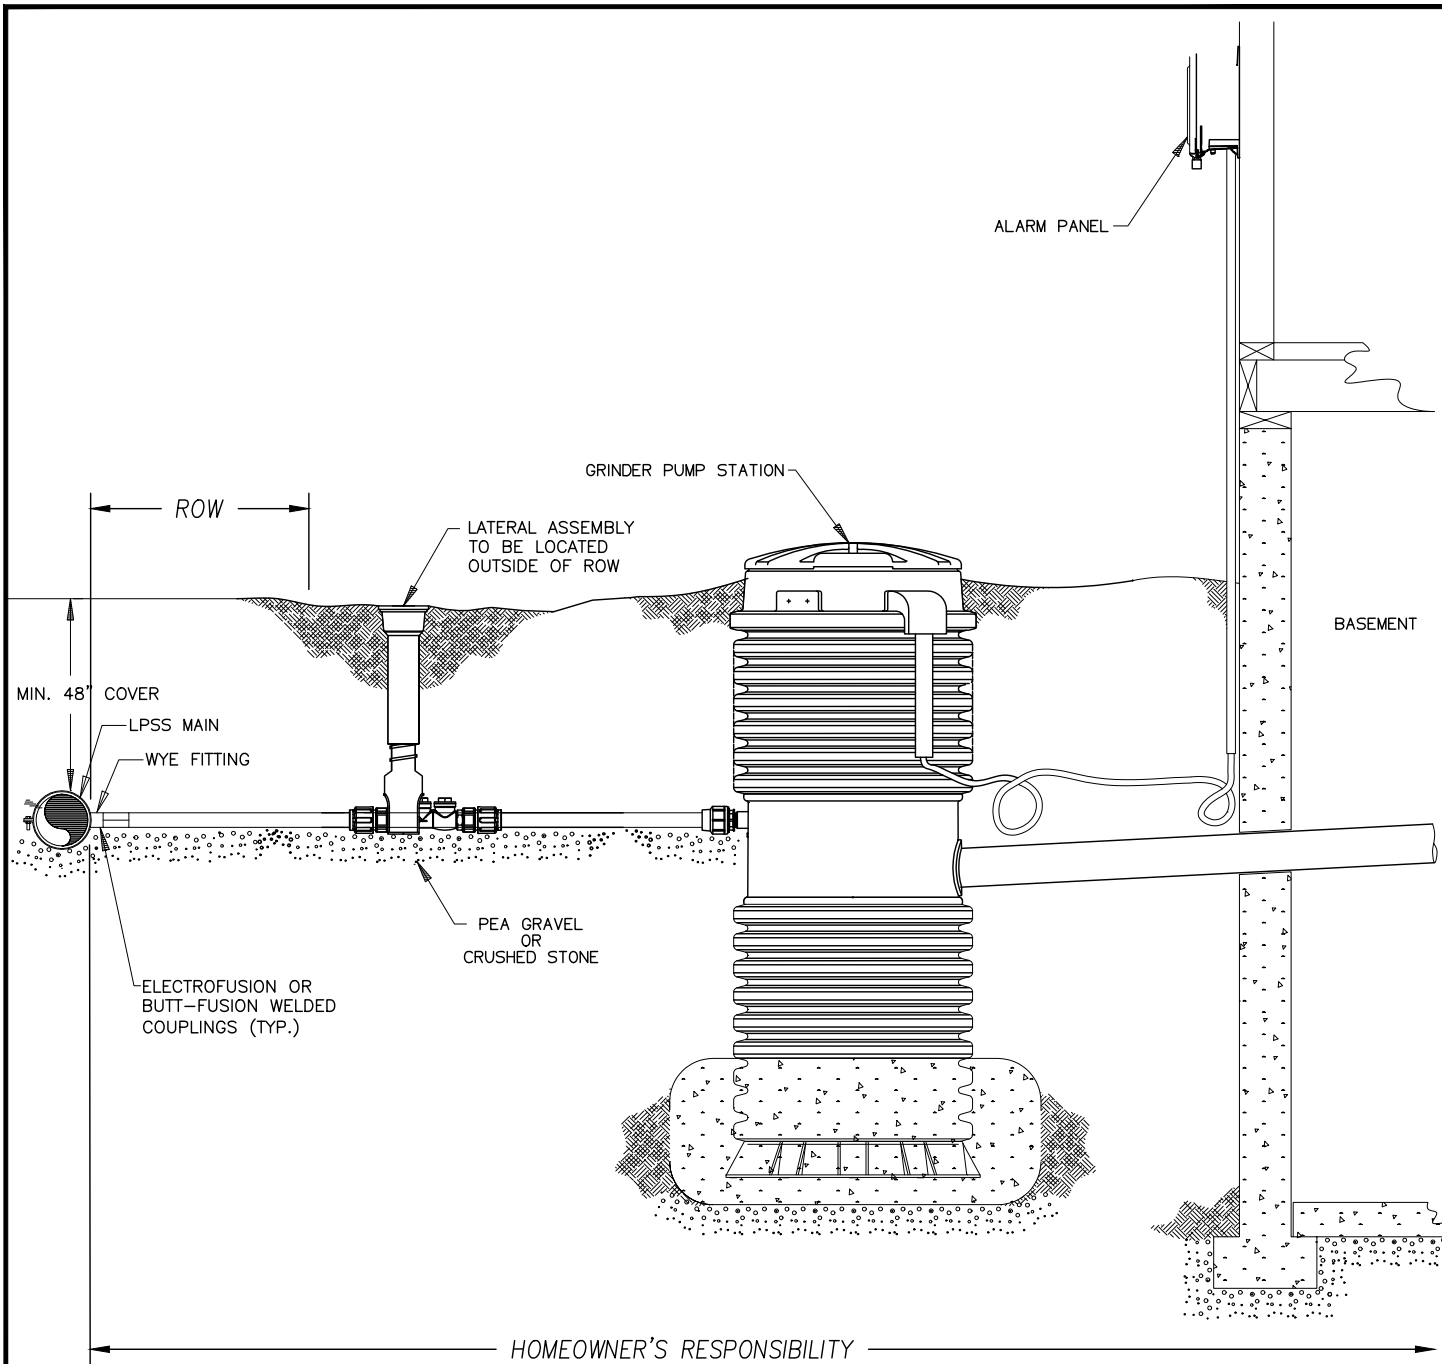 ALARM PANEL
GRINDER PUMP STATION
ROW
LATERAL ASSEMBLY
TO BE LOCATED
OUTSIDE OF ROW
BASEMENT
MIN. 48" COVER
LPSS MAIN
WYE FITTING
PEA GRAVEL
OR
CRUSHED STONE
ELECTROFUSION OR
BUTT-FUSION WELDED
COUPLINGS (TYP.)
HOMEOWNER'S RESPONSIBILITY